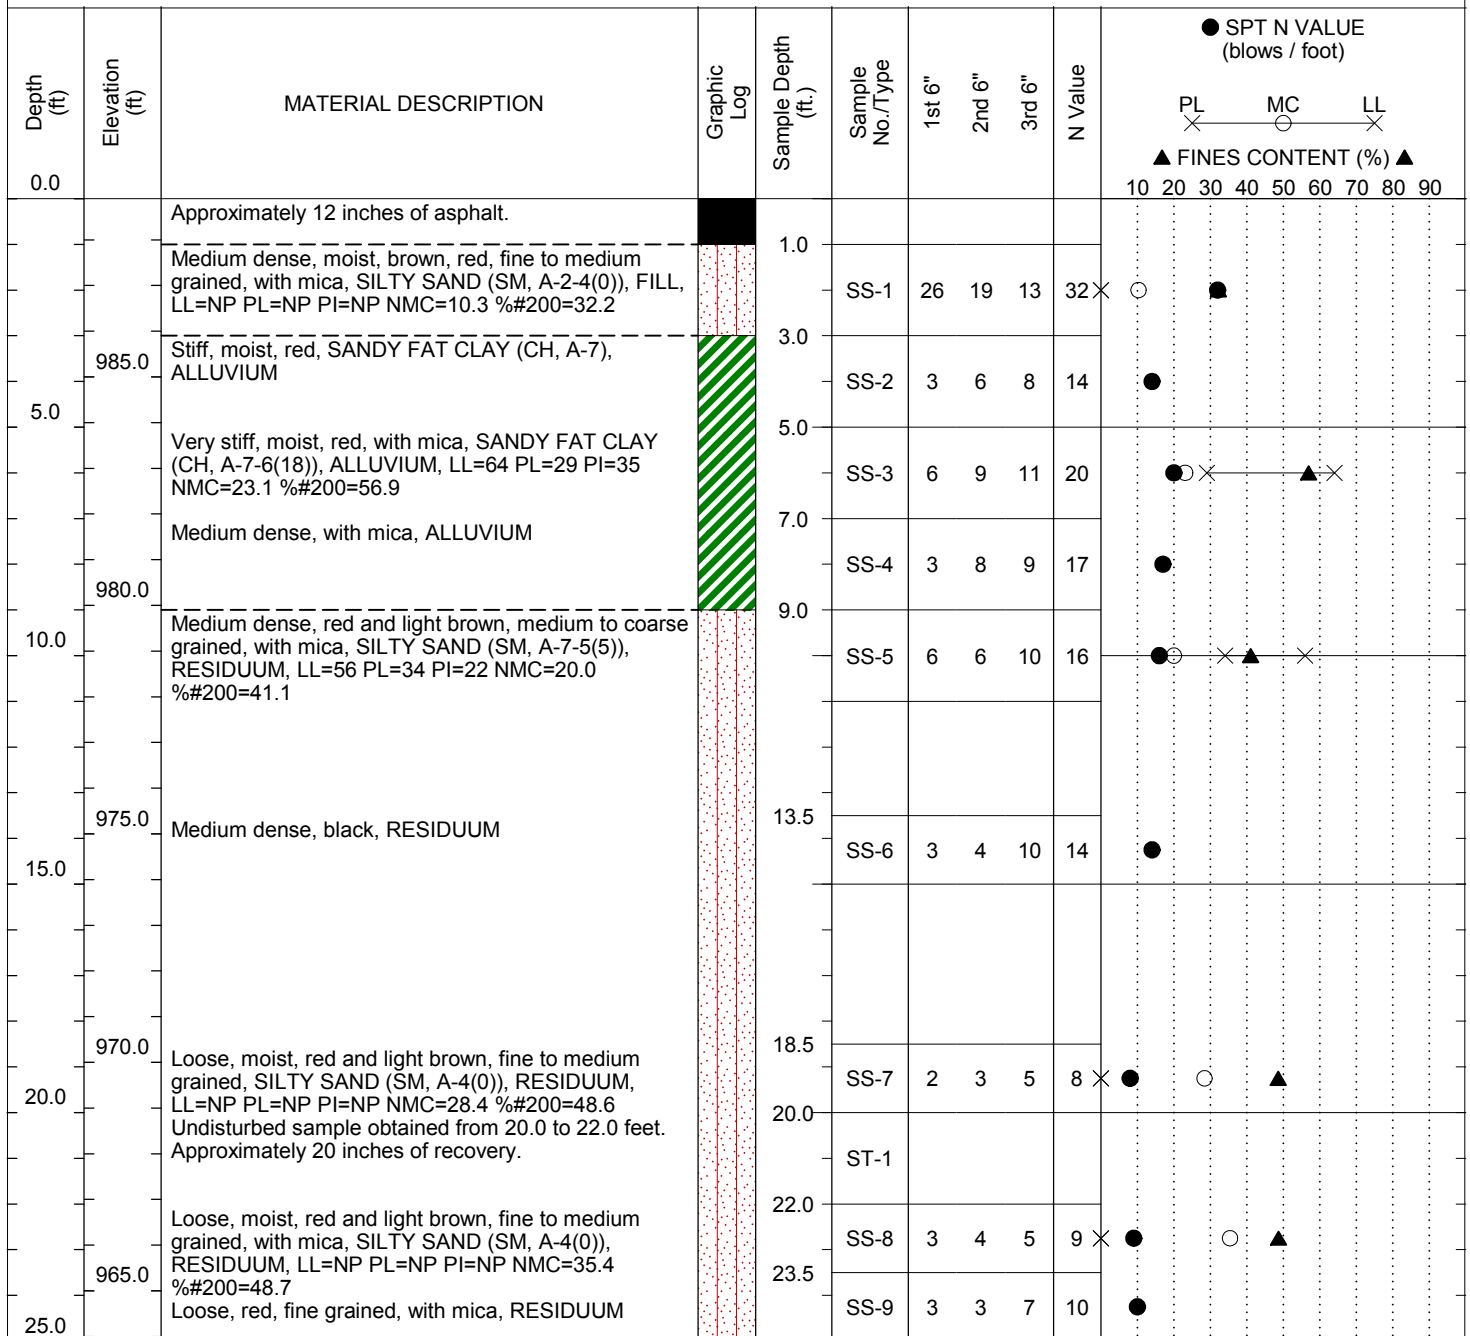 ● SPT N VALUE
(blows / foot)
PL MC LL
▲ FINES CONTENT (%) ▲
10 20 30 40 50 60 70 80 90
Depth
(ft)
Elevation
(ft)
MATERIAL DESCRIPTION
Graphic
Log
Sample Depth
(ft.)
Sample
No./Type
1st 6"
2nd 6"
3rd 6"
N Value
0.0
Approximately 12 inches of asphalt.
1.0
Medium dense, moist, brown, red, fine to medium
grained, with mica, SILTY SAND (SM, A-2-4(0)), FILL,
LL=NP PL=NP PI=NP NMC=10.3 %#200=32.2
SS-1 26 19 13 32
3.0
Stiff, moist, red, SANDY FAT CLAY (CH, A-7),
ALLUVIUM
985.0
SS-2 3 6 8 14
5.0
5.0
Very stiff, moist, red, with mica, SANDY FAT CLAY
(CH, A-7-6(18)), ALLUVIUM, LL=64 PL=29 PI=35
NMC=23.1 %#200=56.9
SS-3 6 9 11 20
7.0
Medium dense, with mica, ALLUVIUM
SS-4 3 8 9 17
980.0
9.0
Medium dense, red and light brown, medium to coarse
grained, with mica, SILTY SAND (SM, A-7-5(5)),
RESIDUUM, LL=56 PL=34 PI=22 NMC=20.0
%#200=41.1
10.0
SS-5 6 6 10 16
13.5
975.0
Medium dense, black, RESIDUUM
SS-6 3 4 10 14
15.0
18.5
970.0
Loose, moist, red and light brown, fine to medium
grained, SILTY SAND (SM, A-4(0)), RESIDUUM,
LL=NP PL=NP PI=NP NMC=28.4 %#200=48.6
SS-7 2 3 5 8
20.0
20.0
Undisturbed sample obtained from 20.0 to 22.0 feet.
Approximately 20 inches of recovery.
ST-1
22.0
Loose, moist, red and light brown, fine to medium
grained, with mica, SILTY SAND (SM, A-4(0)),
RESIDUUM, LL=NP PL=NP PI=NP NMC=35.4
%#200=48.7
SS-8 3 4 5 9
965.0
23.5
Loose, red, fine grained, with mica, RESIDUUM
SS-9 3 3 7 10
25.0